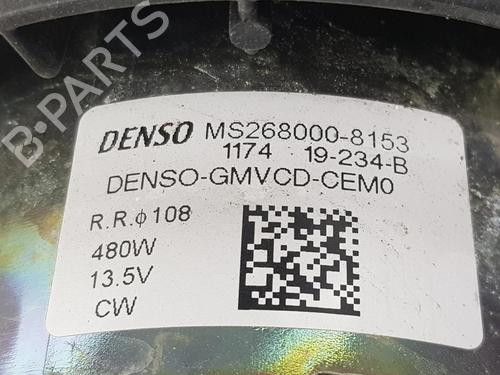 B-PARTS
DENSO MS268000-8153
1174 19-234-B
DENSO-GMVCD-CEM0
R.R.ϕ108
480W
13.5V
CW